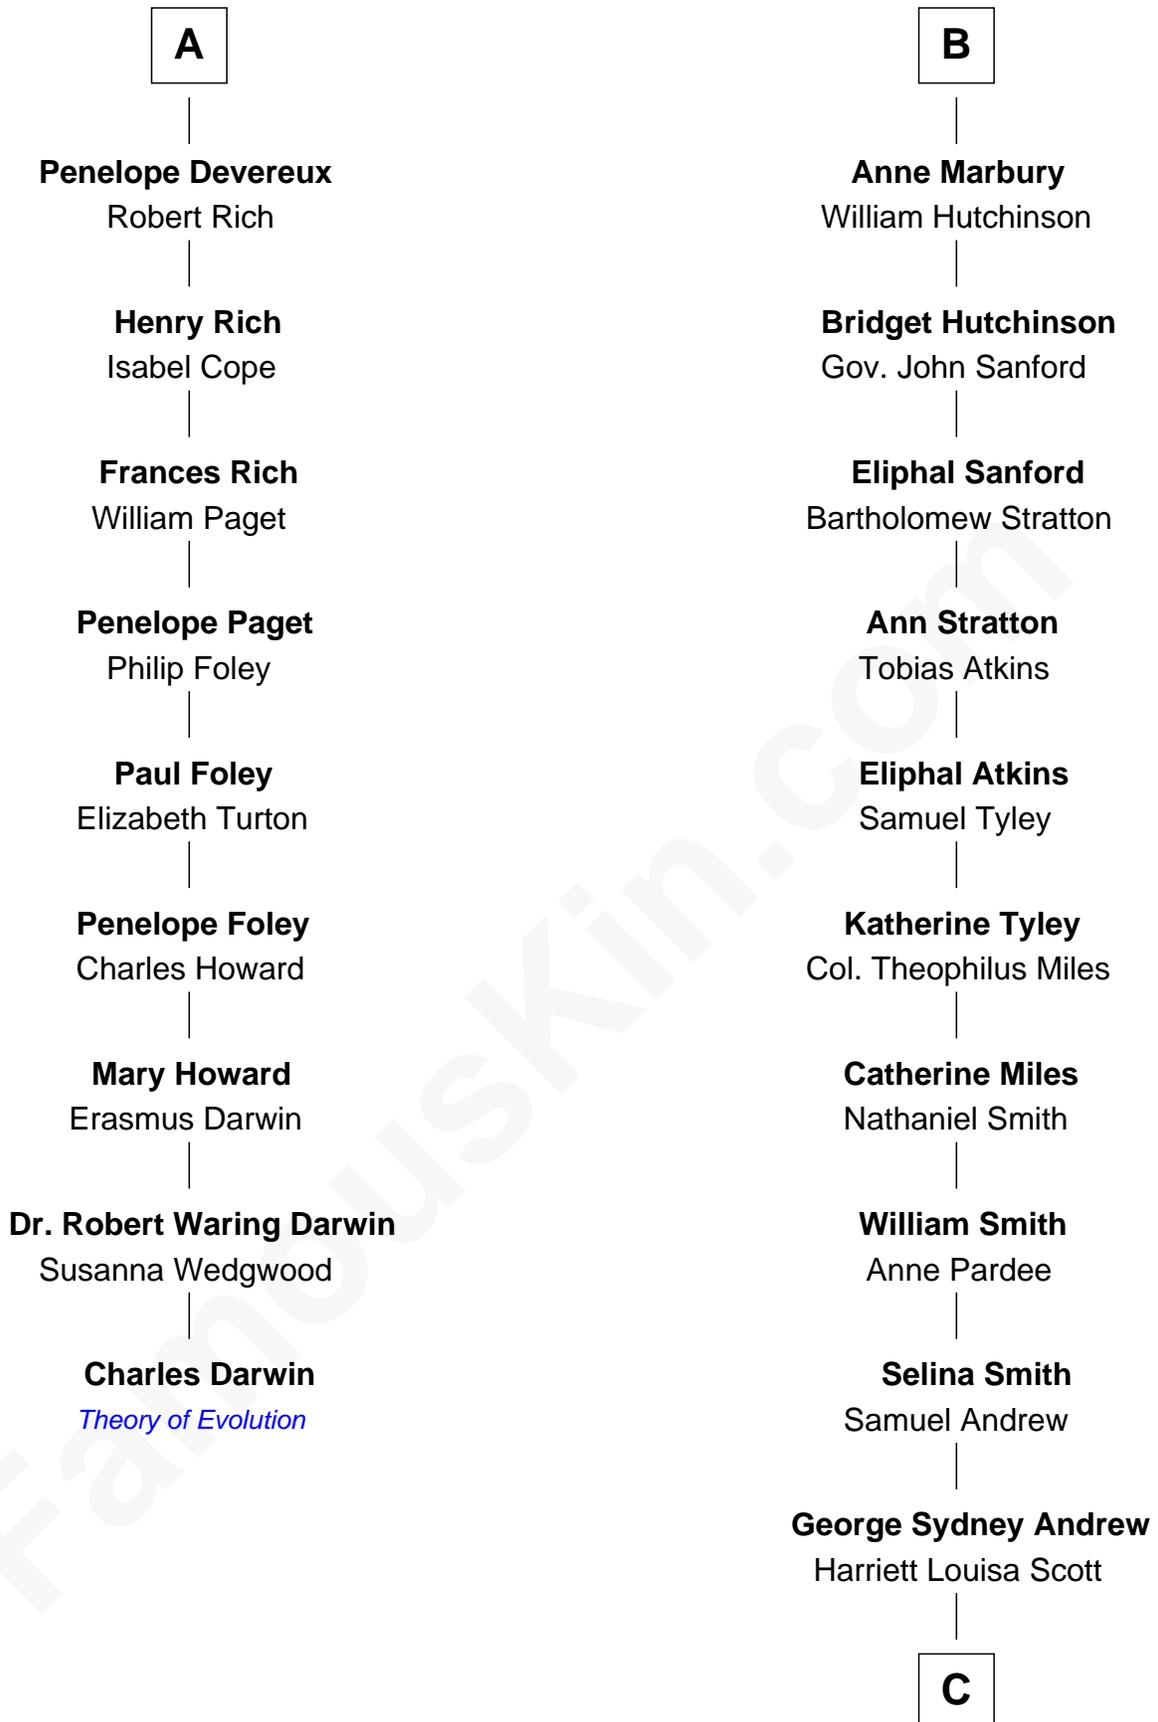 A
Penelope Devereux
Robert Rich
Henry Rich
Isabel Cope
Frances Rich
William Paget
Penelope Paget
Philip Foley
Paul Foley
Elizabeth Turton
Penelope Foley
Charles Howard
Mary Howard
Erasmus Darwin
Dr. Robert Waring Darwin
Susanna Wedgwood
Charles Darwin
Theory of Evolution
B
Anne Marbury
William Hutchinson
Bridget Hutchinson
Gov. John Sanford
Eliphal Sanford
Bartholomew Stratton
Ann Stratton
Tobias Atkins
Eliphal Atkins
Samuel Tyley
Katherine Tyley
Col. Theophilus Miles
Catherine Miles
Nathaniel Smith
William Smith
Anne Pardee
Selina Smith
Samuel Andrew
George Sydney Andrew
Harriett Louisa Scott
C
FamousKin.com